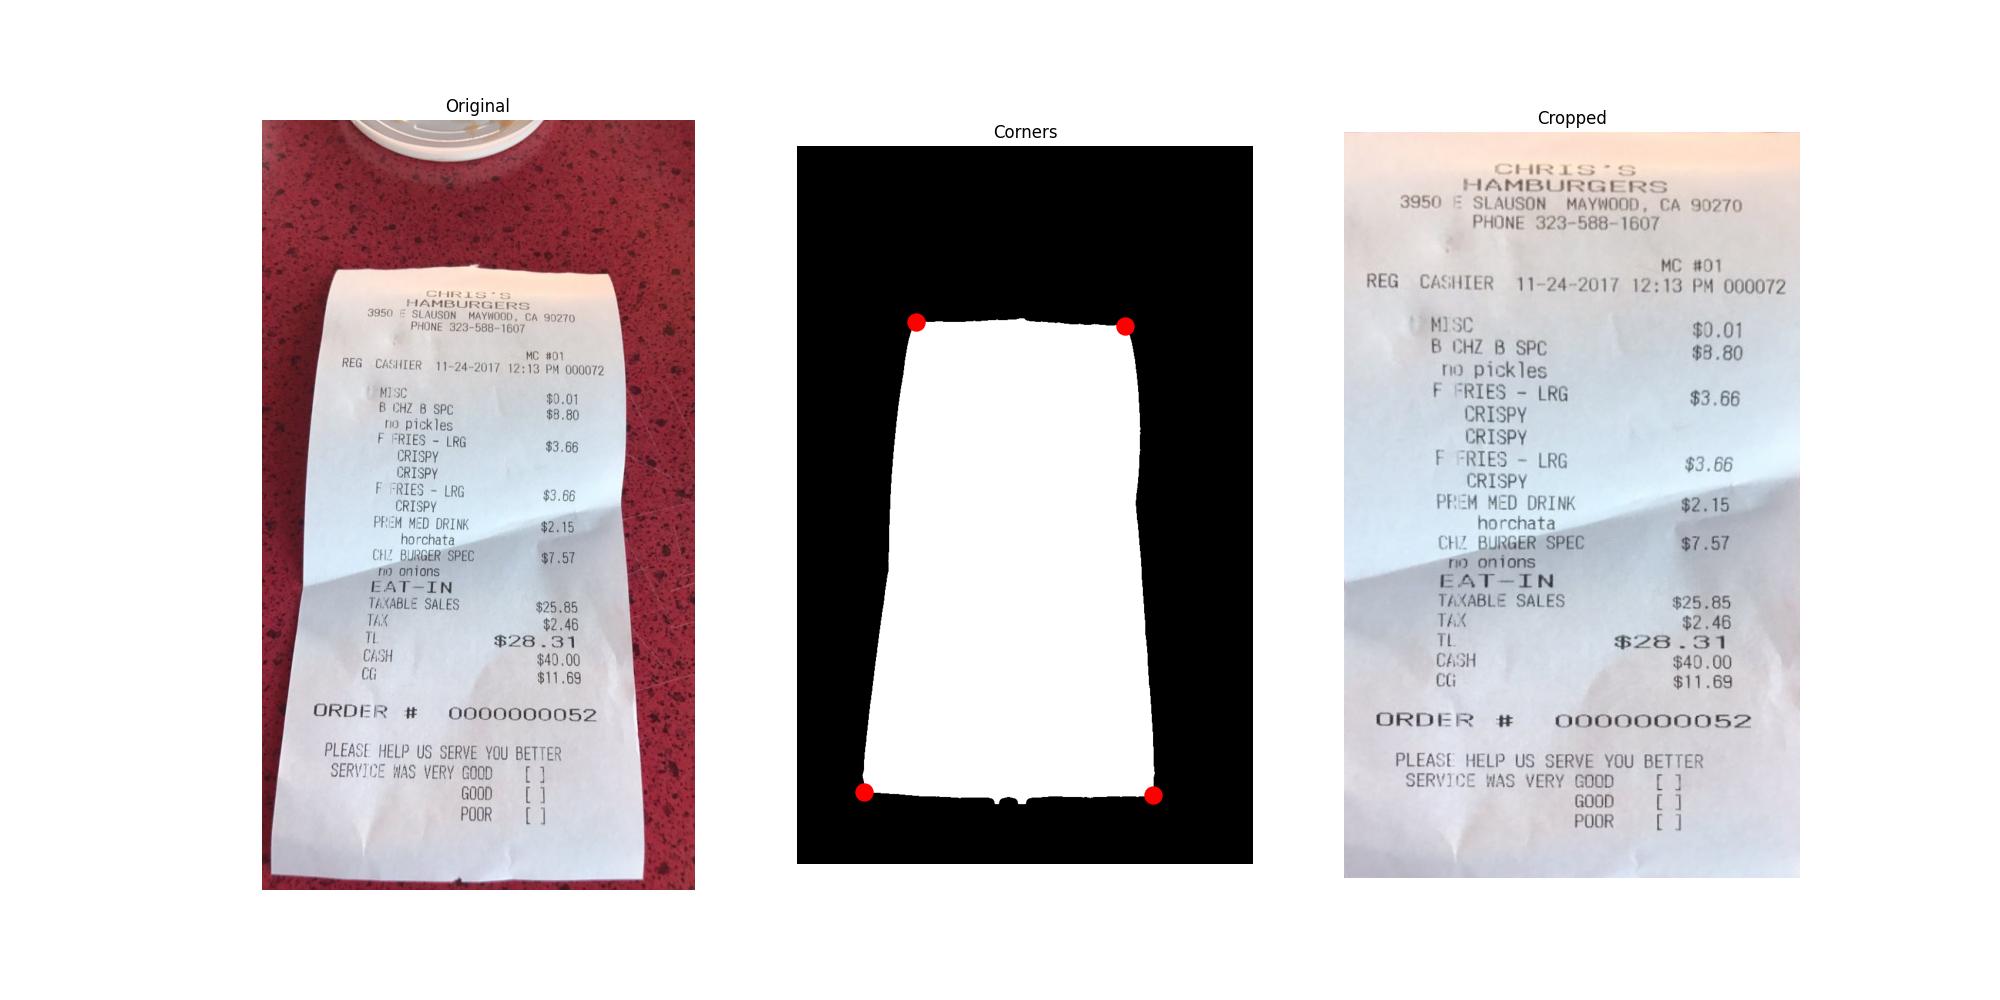 Original
CHRIS'S
HAMBURGERS
3950 E SLAUSON MAYWOOD, CA 90270
PHONE 323-588-1607
MC #01
REG CASHIER 11-24-2017 12:13 PM 000072
MISC $0.01
B CHZ B SPC $8.80
no pickles
F FRIES - LRG $3.66
CRISPY
CRISPY
F FRIES - LRG $3.66
CRISPY
PREM MED DRINK $2.15
horchata
CHZ BURGER SPEC $7.57
no onions
EAT-IN
TAXABLE SALES $25.85
TAX $2.46
TL $28.31
CASH $40.00
CG $11.69
ORDER # 0000000052
PLEASE HELP US SERVE YOU BETTER
SERVICE WAS VERY GOOD [ ]
GOOD [ ]
POOR [ ]
Corners
Cropped
CHRIS'S
HAMBURGERS
3950 E SLAUSON MAYWOOD, CA 90270
PHONE 323-588-1607
MC #01
REG CASHIER 11-24-2017 12:13 PM 000072
MISC $0.01
B CHZ B SPC $8.80
no pickles
F FRIES - LRG $3.66
CRISPY
CRISPY
F FRIES - LRG $3.66
CRISPY
PREM MED DRINK $2.15
horchata
CHZ BURGER SPEC $7.57
no onions
EAT-IN
TAXABLE SALES $25.85
TAX $2.46
TL $28.31
CASH $40.00
CG $11.69
ORDER # 0000000052
PLEASE HELP US SERVE YOU BETTER
SERVICE WAS VERY GOOD [ ]
GOOD [ ]
POOR [ ]